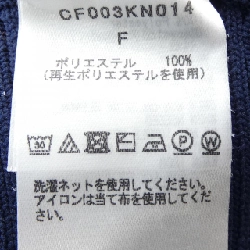 CF003KN014
F
ポリエステル 100%
(再生ポリエステルを使用)
洗濯ネットを使用してください。
アイロンは当て布を使用してください。